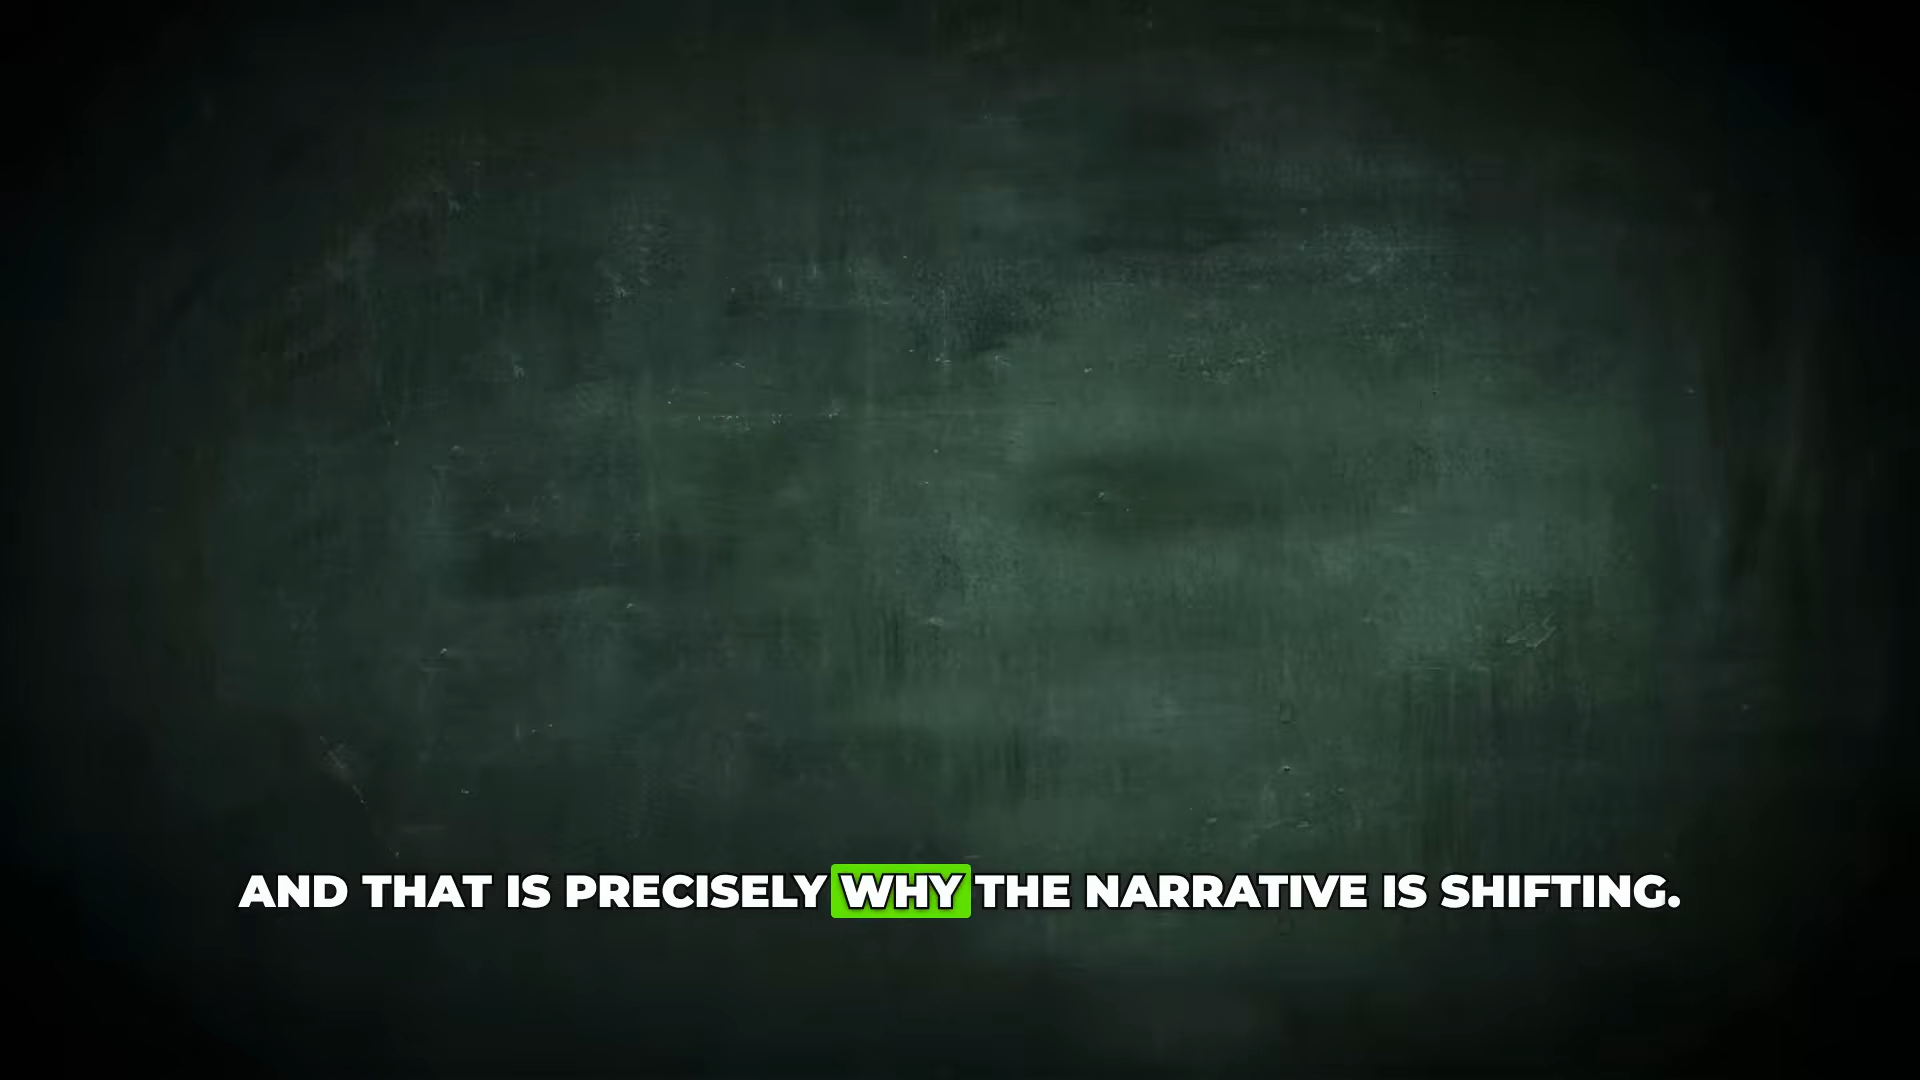 AND THAT IS PRECISELY WHY THE NARRATIVE IS SHIFTING.